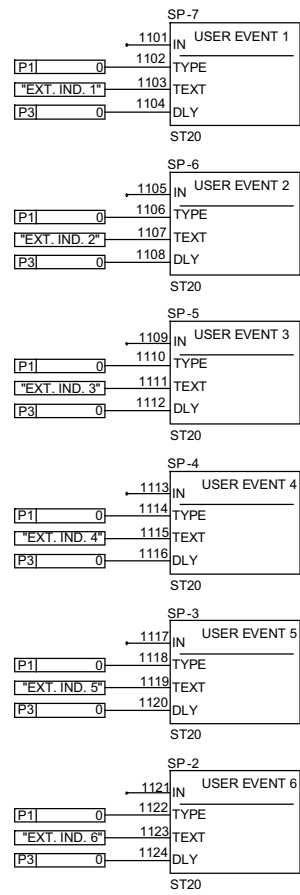 SP-7
1101 IN USER EVENT 1
P1 0 1102 TYPE
"EXT. IND. 1" 1103 TEXT
P3 0 1104 DLY
ST20
SP-6
1105 IN USER EVENT 2
P1 0 1106 TYPE
"EXT. IND. 2" 1107 TEXT
P3 0 1108 DLY
ST20
SP-5
1109 IN USER EVENT 3
P1 0 1110 TYPE
"EXT. IND. 3" 1111 TEXT
P3 0 1112 DLY
ST20
SP-4
1113 IN USER EVENT 4
P1 0 1114 TYPE
"EXT. IND. 4" 1115 TEXT
P3 0 1116 DLY
ST20
SP-3
1117 IN USER EVENT 5
P1 0 1118 TYPE
"EXT. IND. 5" 1119 TEXT
P3 0 1120 DLY
ST20
SP-2
1121 IN USER EVENT 6
P1 0 1122 TYPE
"EXT. IND. 6" 1123 TEXT
P3 0 1124 DLY
ST20